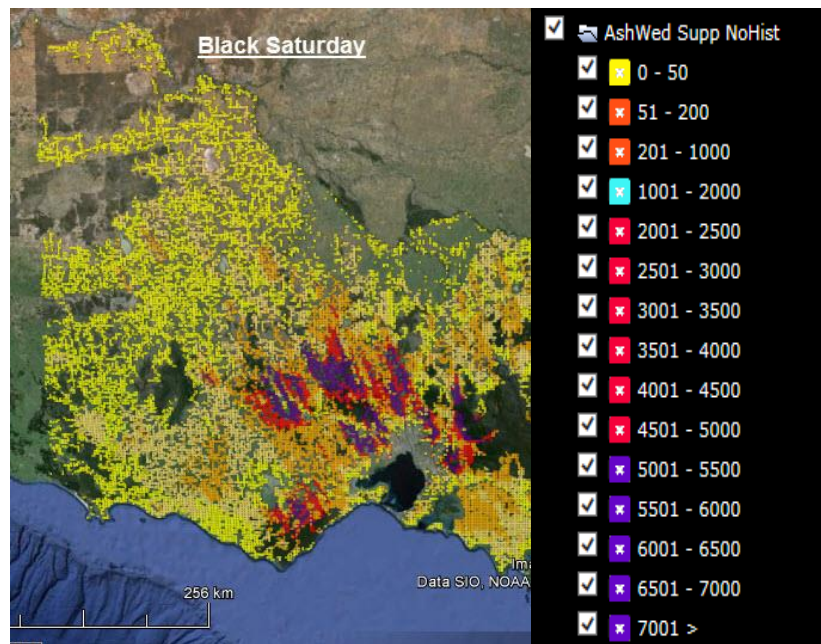 Black Saturday
256 km
Data SIO, NOAA
AshWed Supp NoHist
0 - 50
51 - 200
201 - 1000
1001 - 2000
2001 - 2500
2501 - 3000
3001 - 3500
3501 - 4000
4001 - 4500
4501 - 5000
5001 - 5500
5501 - 6000
6001 - 6500
6501 - 7000
7001 >